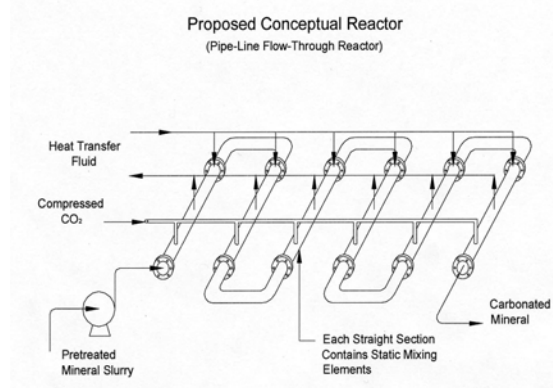 Proposed Conceptual Reactor
(Pipe-Line Flow-Through Reactor)
Heat Transfer
Fluid
Compressed
CO₂
Pretreated
Mineral Slurry
Each Straight Section
Contains Static Mixing
Elements
Carbonated
Mineral